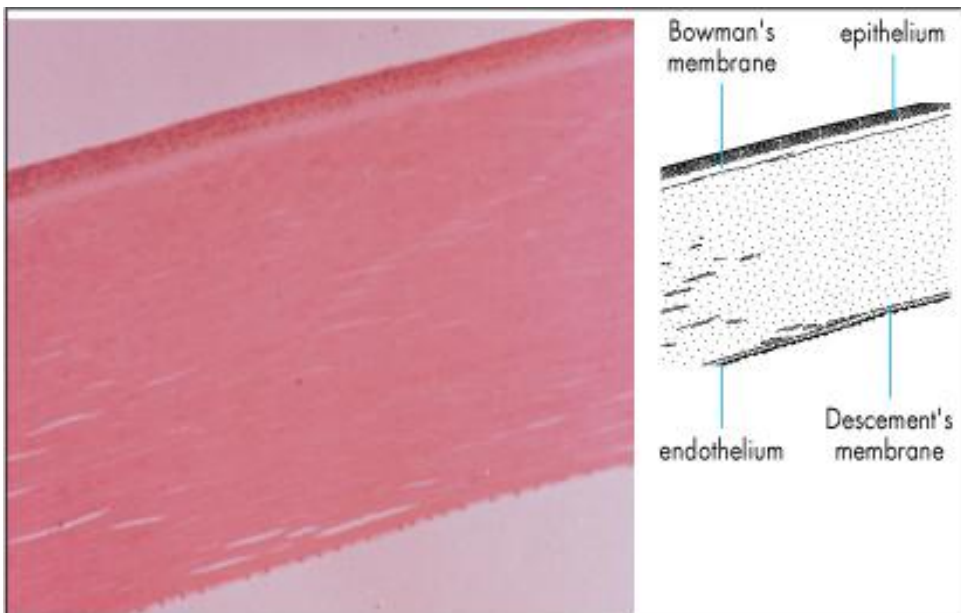 Bowman's
membrane
epithelium
endothelium
Descement's
membrane